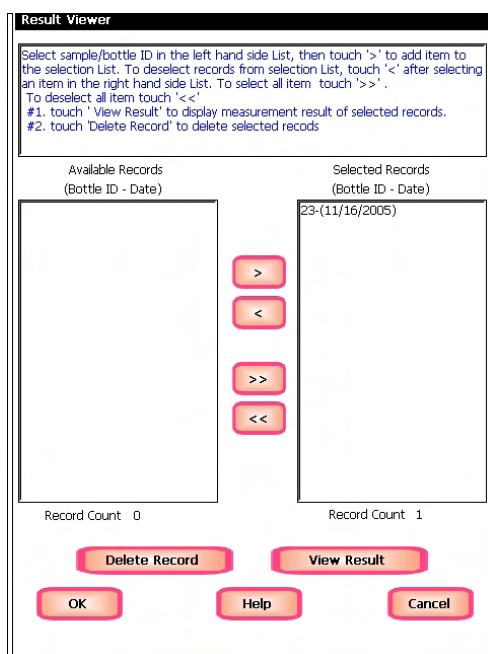 Result Viewer
Select sample/bottle ID in the left hand side List, then touch '>' to add item to
the selection List. To deselect records from selection List, touch '<' after selecting
an item in the right hand side List. To select all item  touch '>>' .
To deselect all item touch '<<'
#1. touch ' View Result' to display measurement result of selected records.
#2. touch 'Delete Record' to delete selected recods
Available Records
(Bottle ID - Date)
Selected Records
(Bottle ID - Date)
23-(11/16/2005)
>
<
>>
<<
Record Count 0
Record Count 1
Delete Record
View Result
OK
Help
Cancel